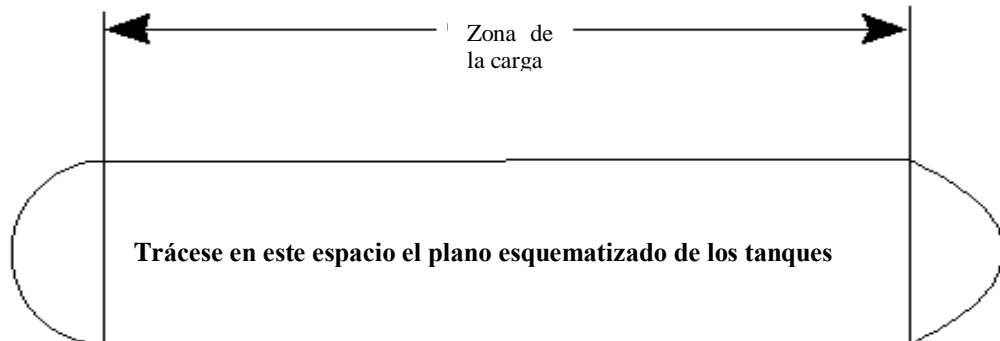 Zona de
la carga
Trácese en este espacio el plano esquematizado de los tanques